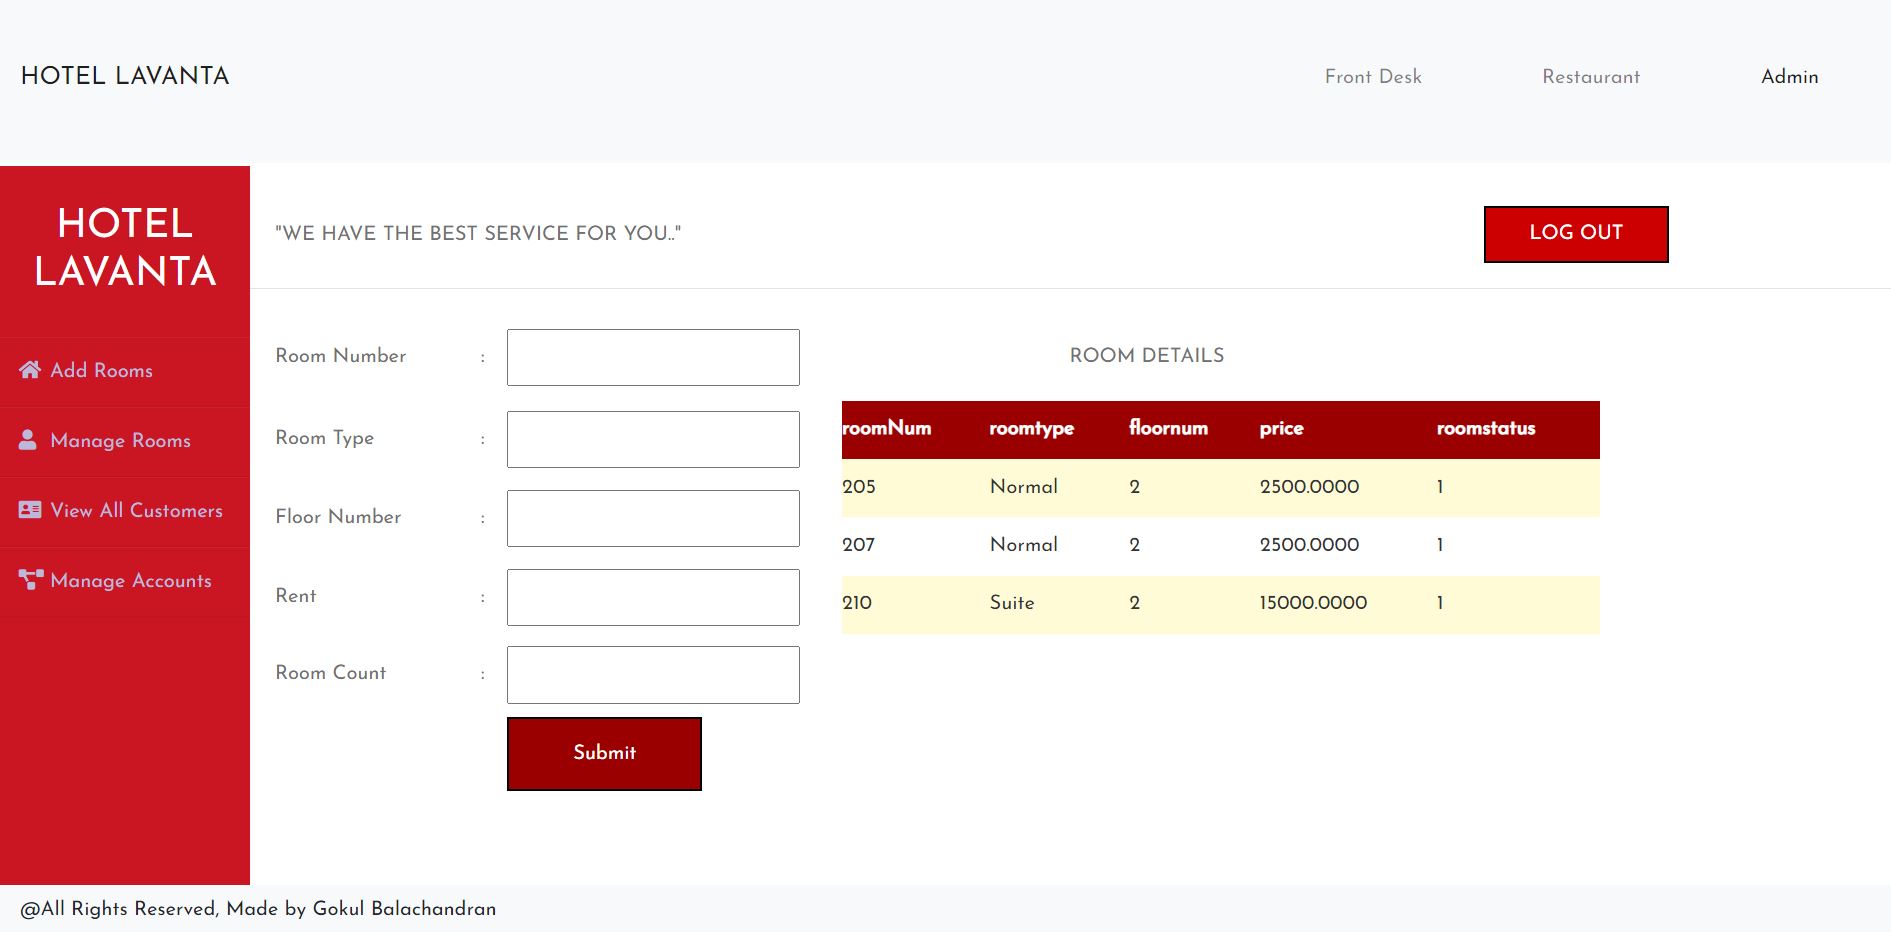 HOTEL LAVANTA
Front Desk
Restaurant
Admin
HOTEL
LAVANTA
Add Rooms
Manage Rooms
View All Customers
Manage Accounts
"WE HAVE THE BEST SERVICE FOR YOU.."
LOG OUT
Room Number :
Room Type :
Floor Number :
Rent :
Room Count :
Submit
ROOM DETAILS
roomNum roomtype floornum price roomstatus
205 Normal 2 2500.0000 1
207 Normal 2 2500.0000 1
210 Suite 2 15000.0000 1
@All Rights Reserved, Made by Gokul Balachandran